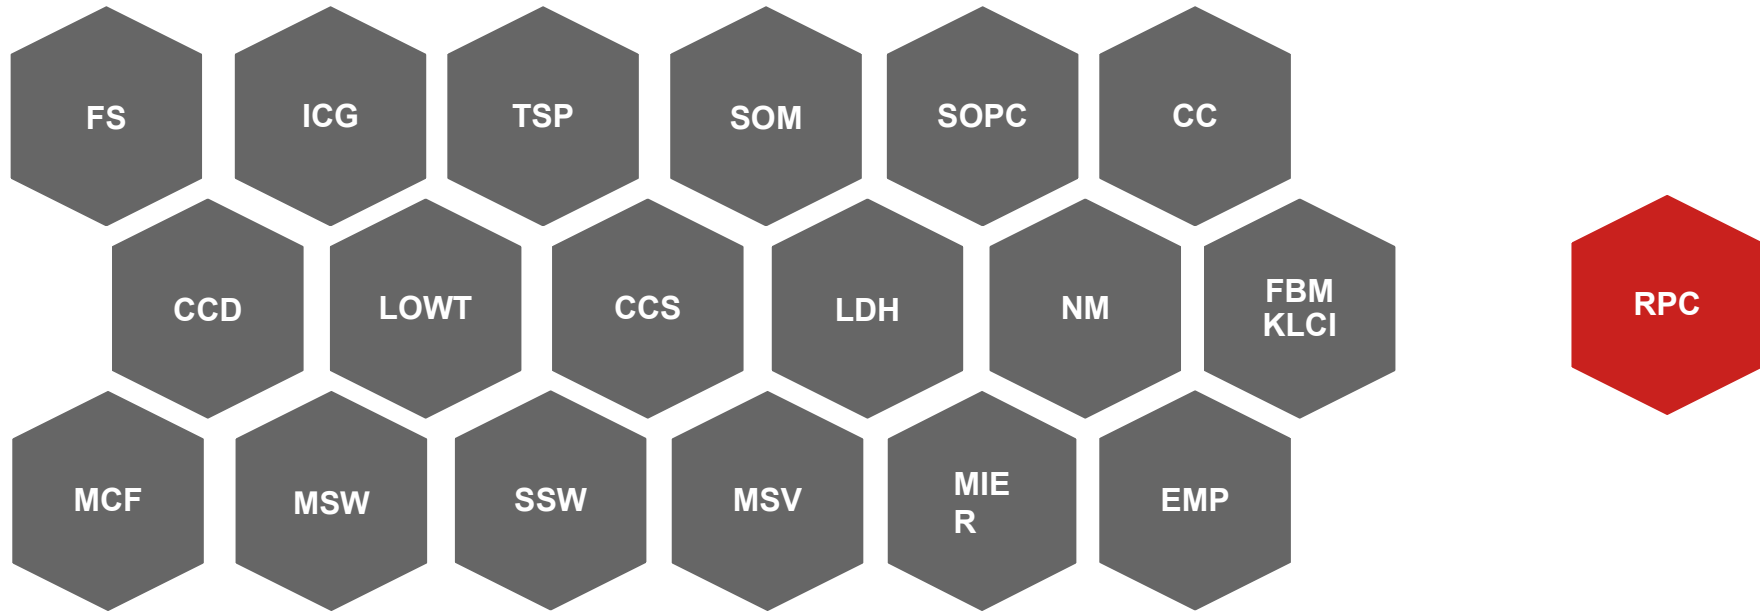 FS
ICG
TSP
SOM
SOPC
CC
CCD
LOWT
CCS
LDH
NM
FBM
KLCI
RPC
MCF
MSW
SSW
MSV
MIE
R
EMP